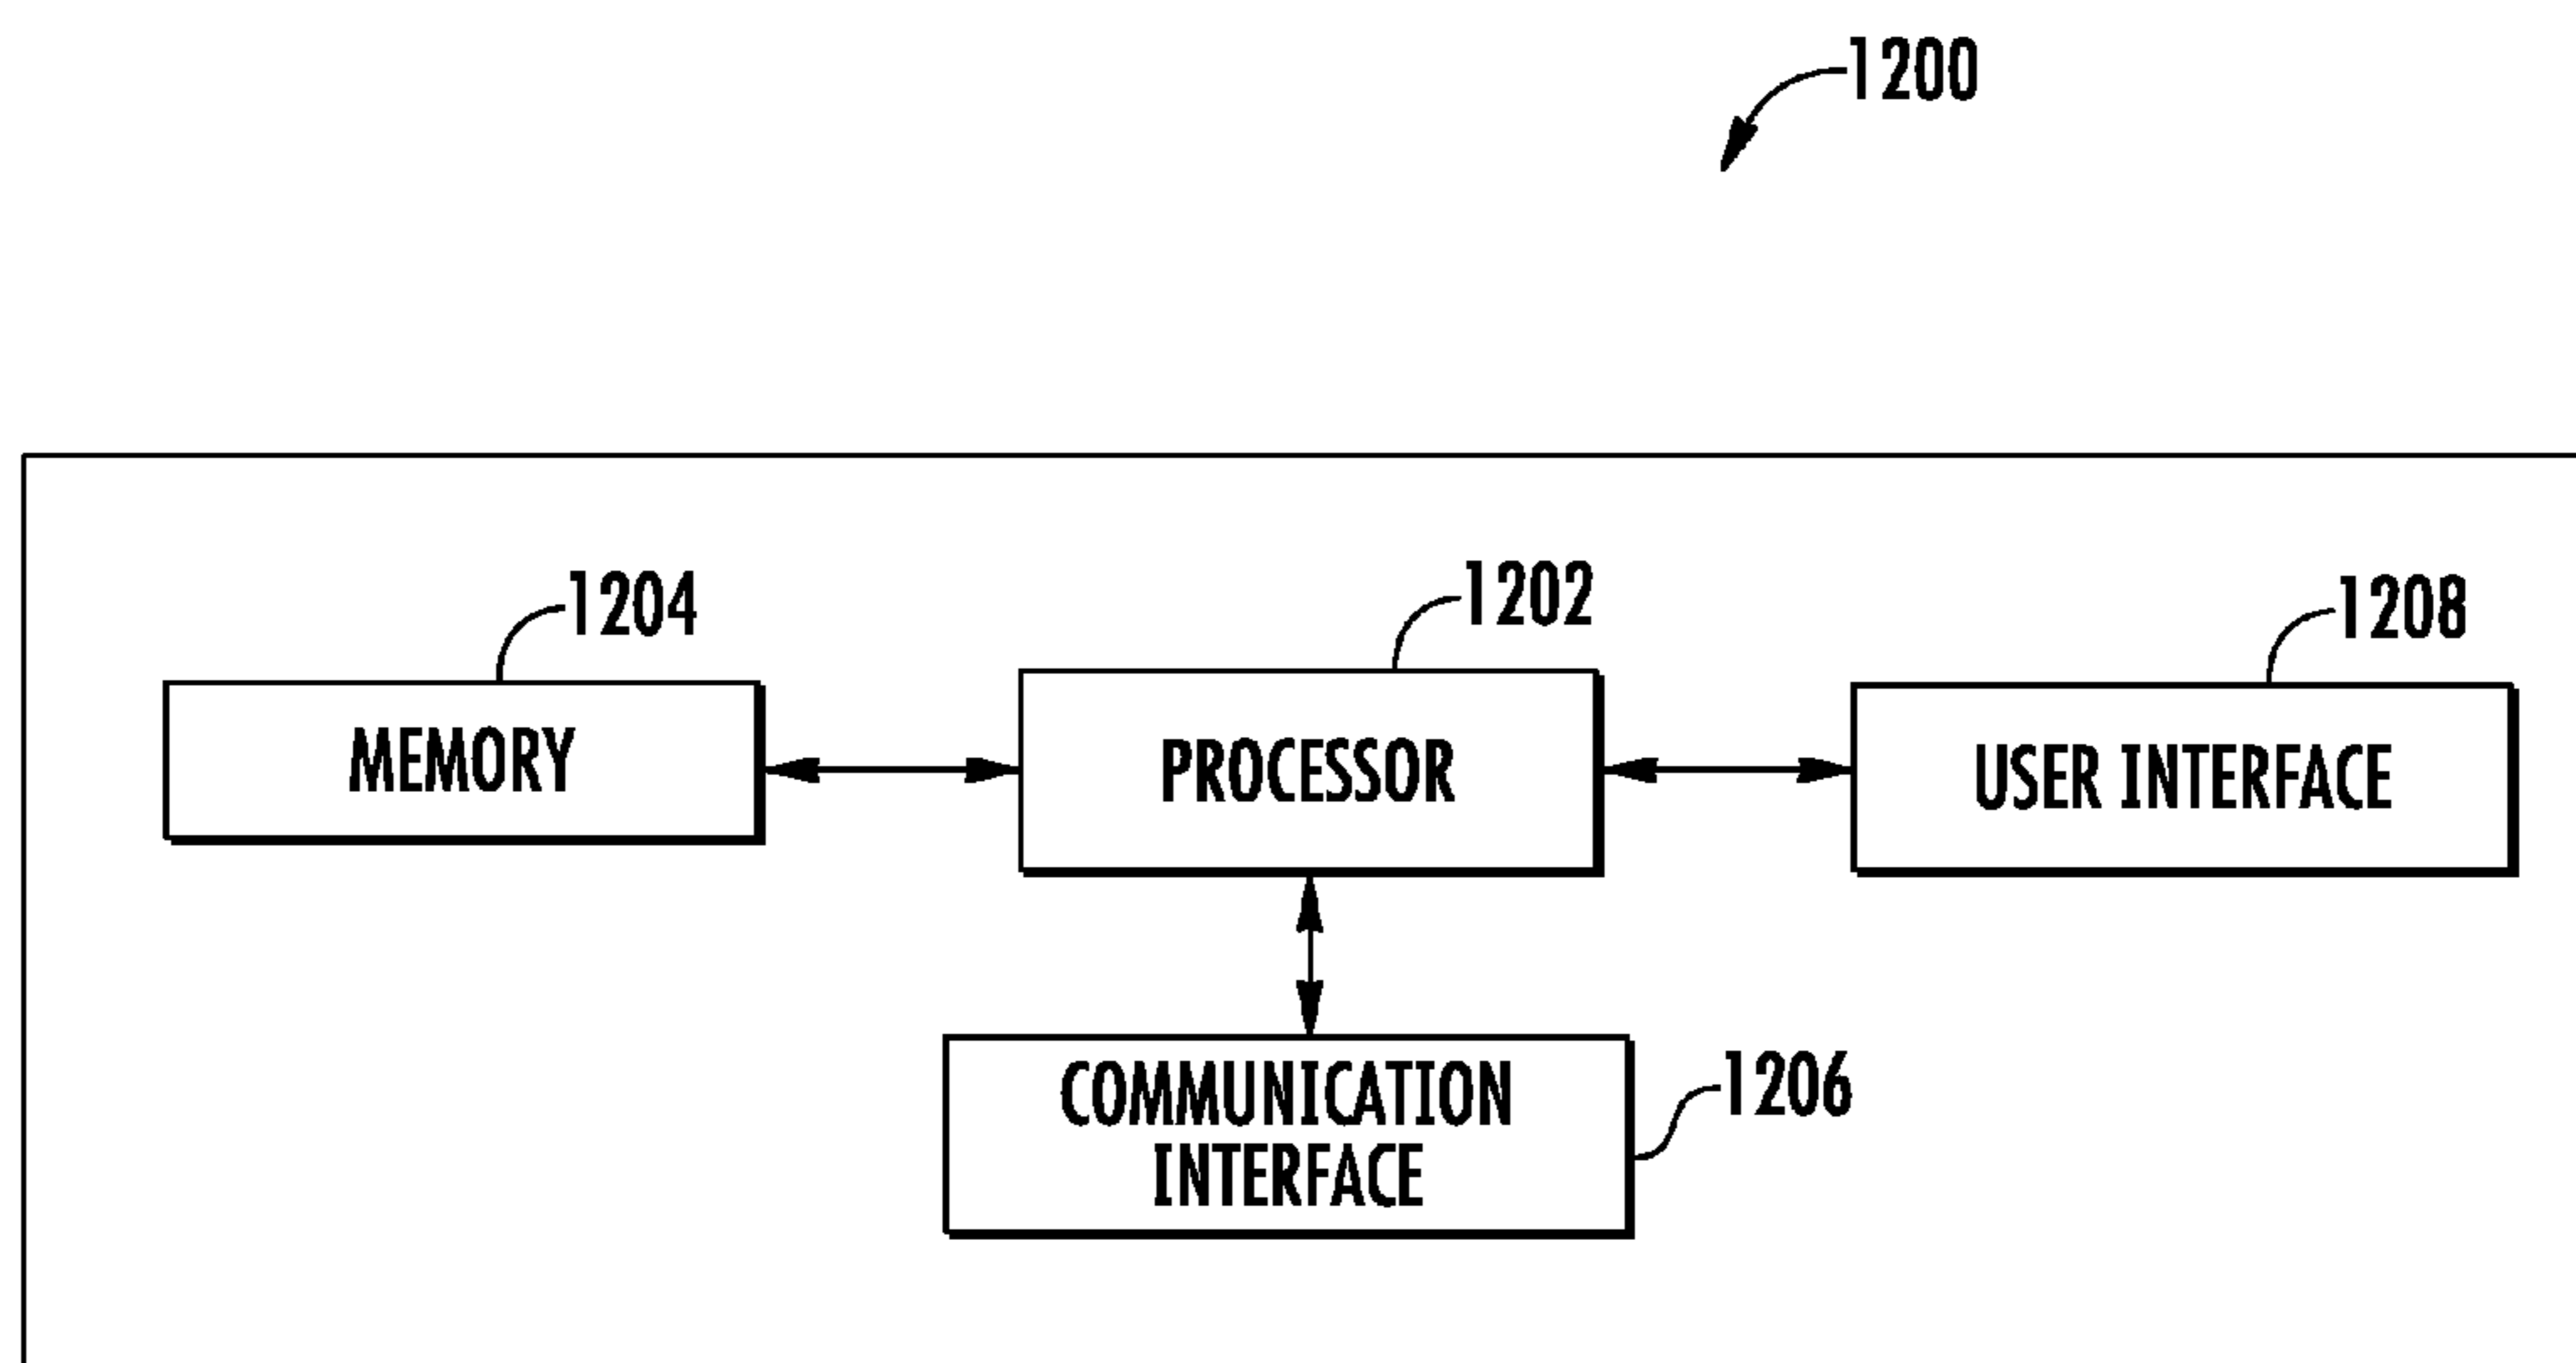 1200
1204
1202
1208
MEMORY
PROCESSOR
USER INTERFACE
COMMUNICATION
INTERFACE
1206